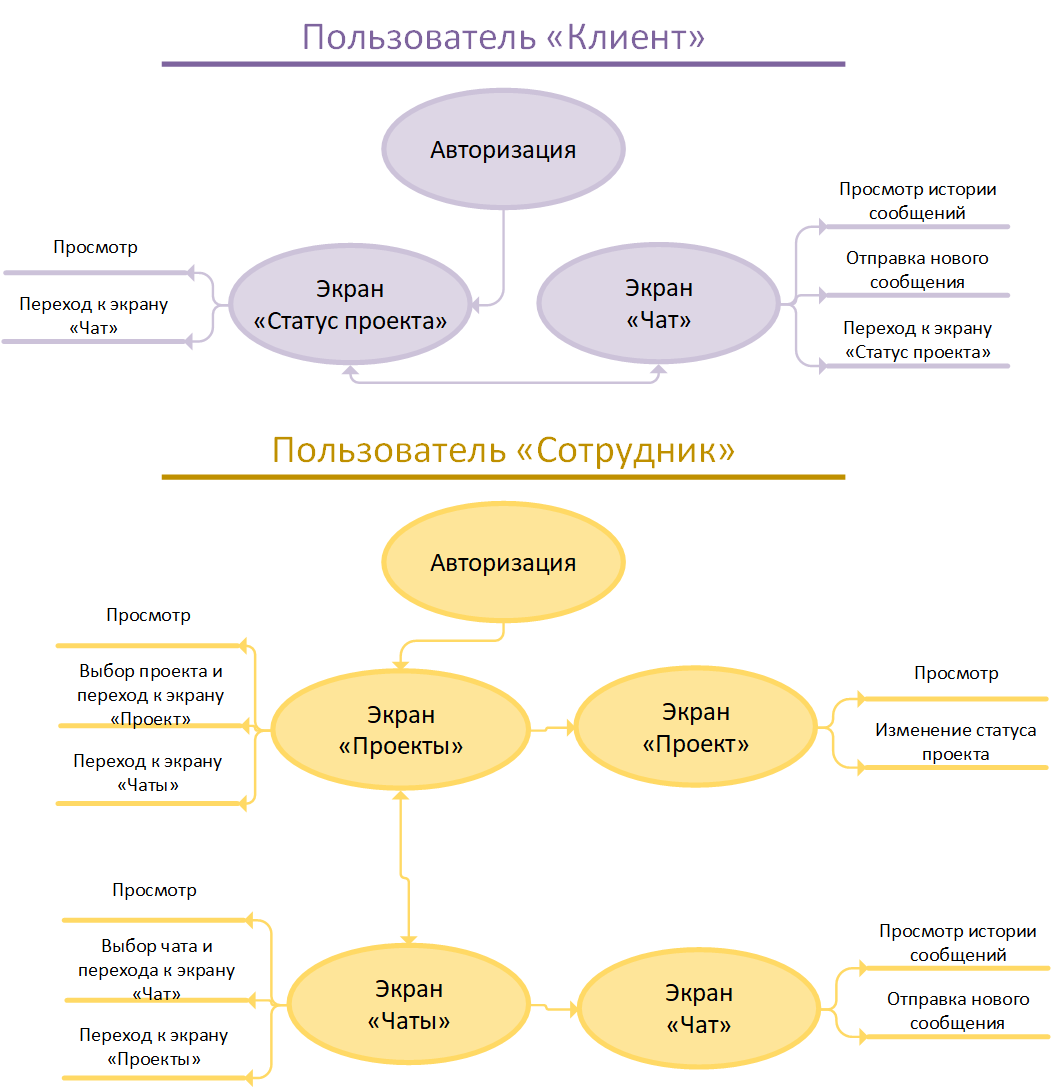 Пользователь «Клиент»
Авторизация
Просмотр
Переход к экрану
«Чат»
Экран
«Статус проекта»
Экран
«Чат»
Просмотр истории
сообщений
Отправка нового
сообщения
Переход к экрану
«Статус проекта»
Пользователь «Сотрудник»
Авторизация
Просмотр
Выбор проекта и
переход к экрану
«Проект»
Переход к экрану
«Чаты»
Экран
«Проекты»
Экран
«Проект»
Просмотр
Изменение статуса
проекта
Просмотр
Выбор чата и
перехода к экрану
«Чат»
Переход к экрану
«Проекты»
Экран
«Чаты»
Экран
«Чат»
Просмотр истории
сообщений
Отправка нового
сообщения